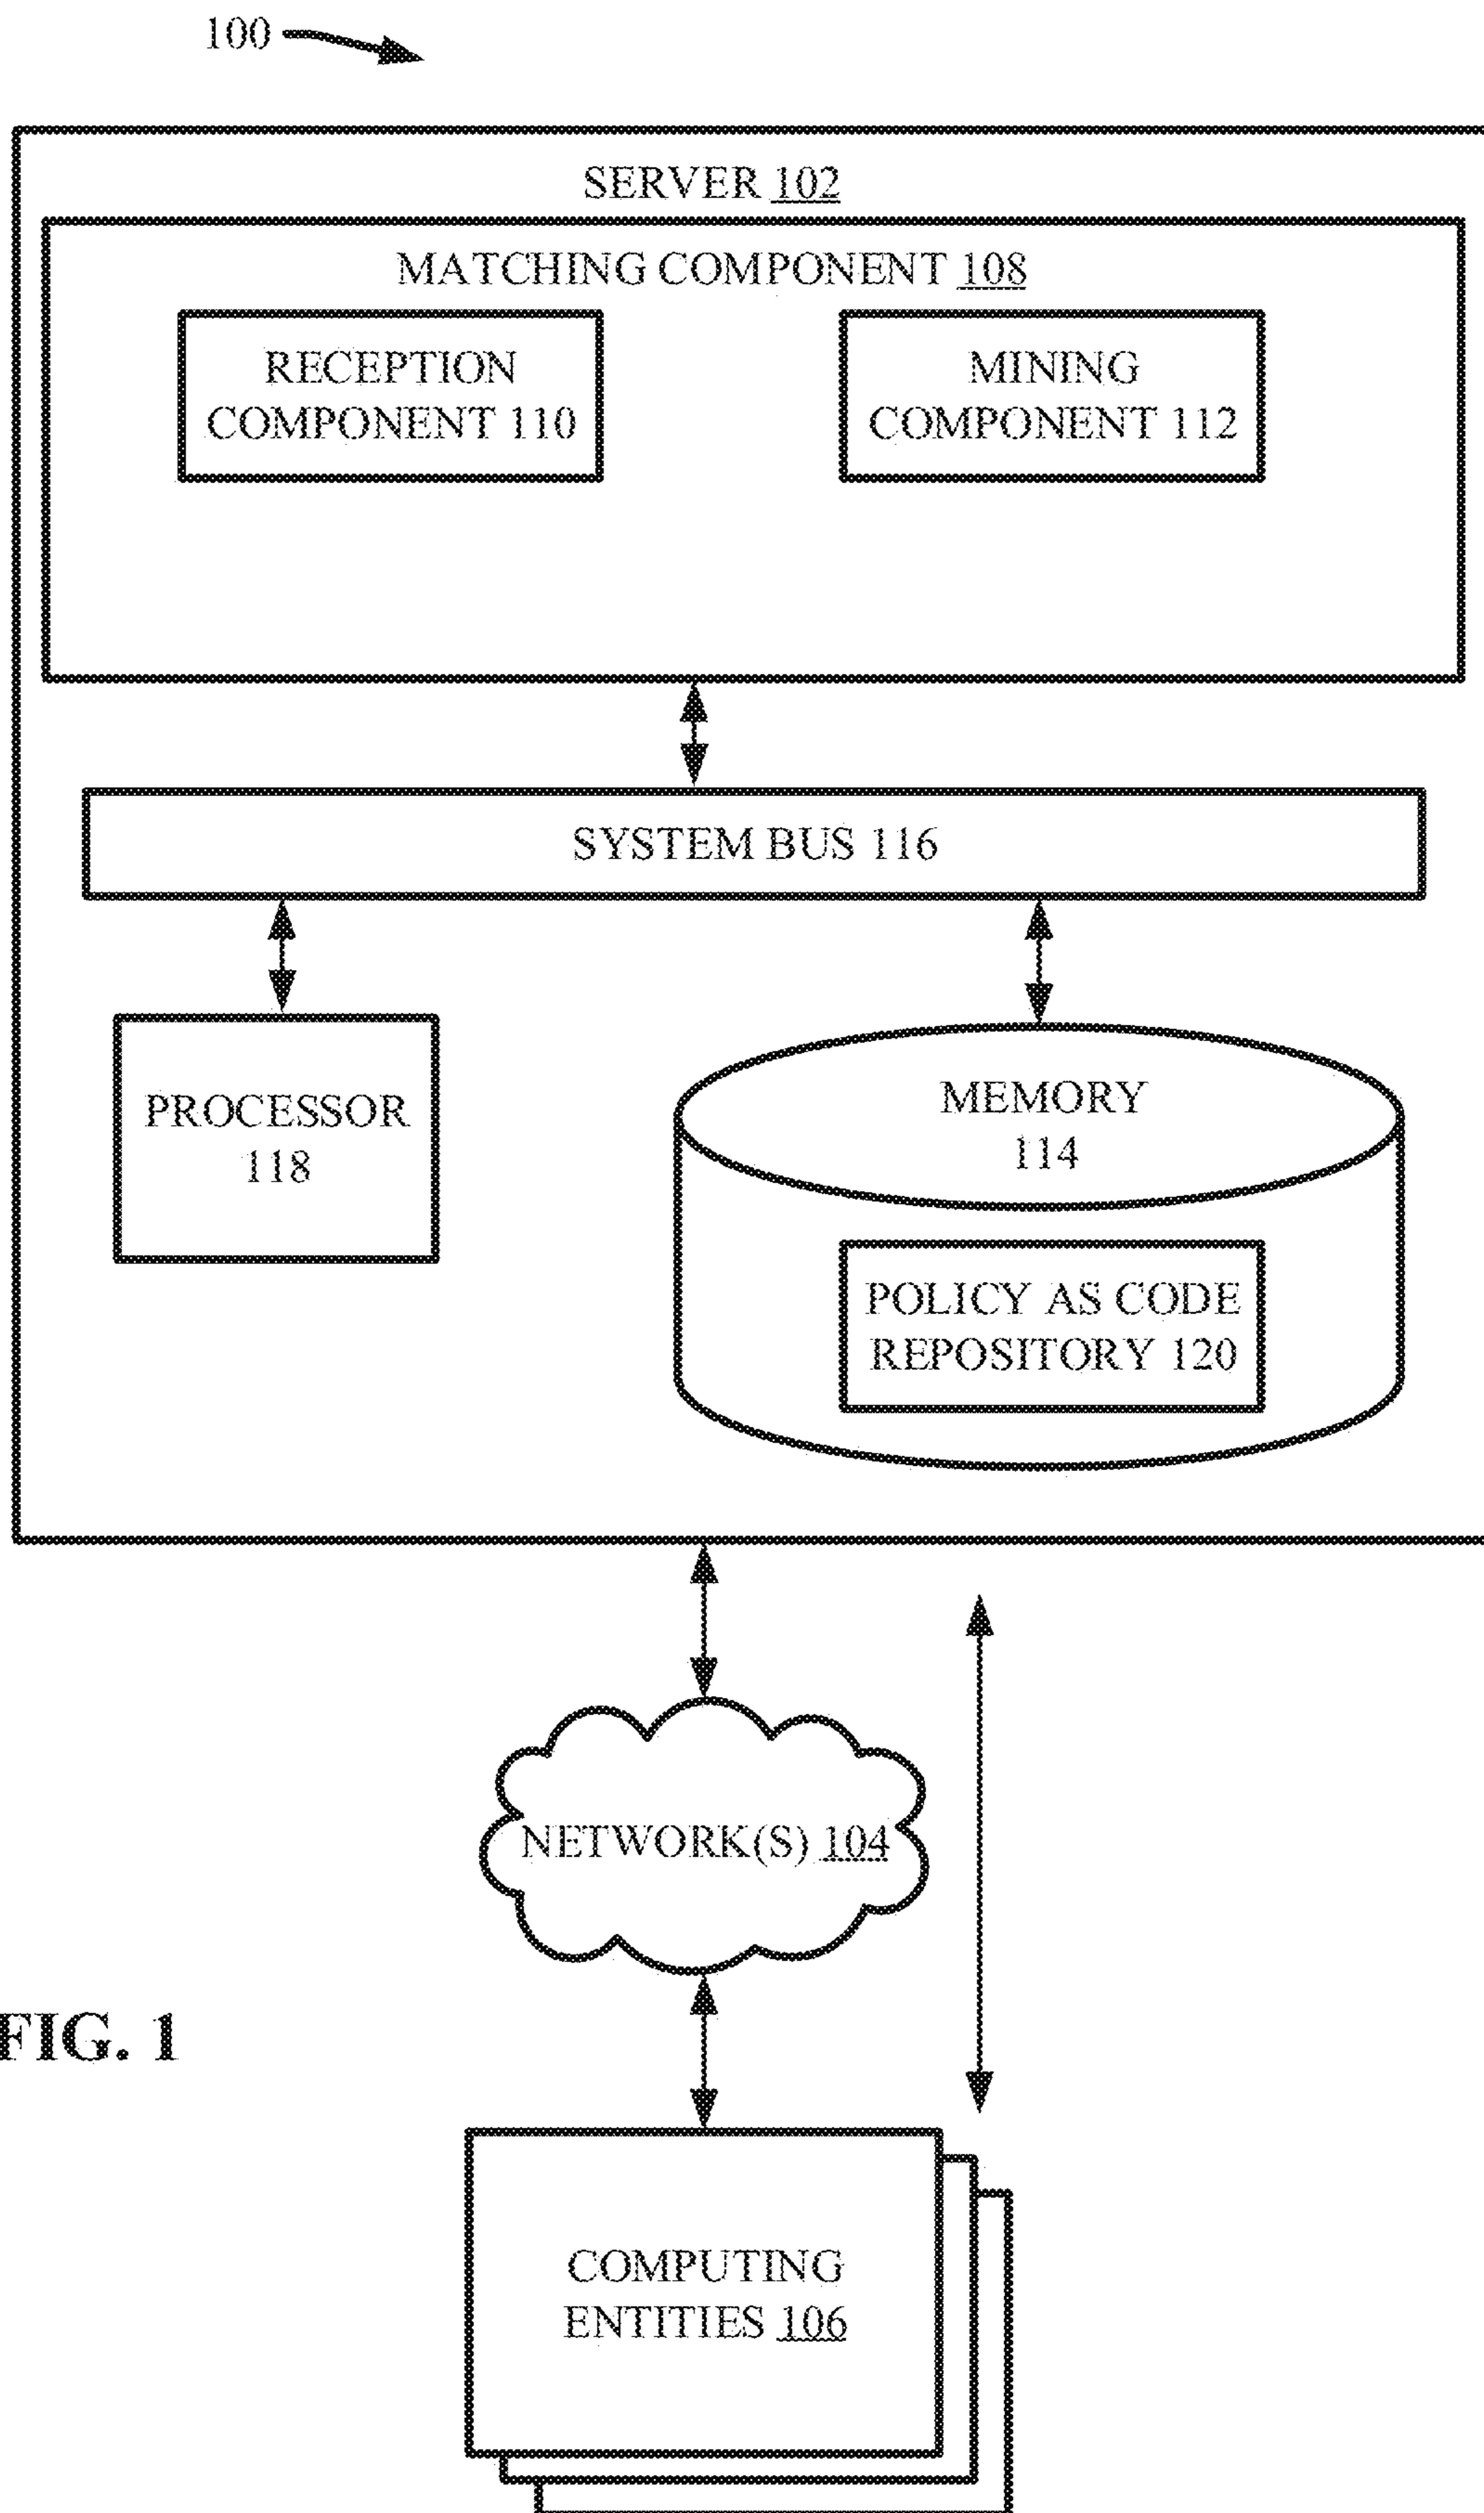 100
SERVER 102
MATCHING COMPONENT 108
RECEPTION
COMPONENT 110
MINING
COMPONENT 112
SYSTEM BUS 116
PROCESSOR
118
MEMORY
114
POLICY AS CODE
REPOSITORY 120
NETWORK(S) 104
FIG. 1
COMPUTING
ENTITIES 106